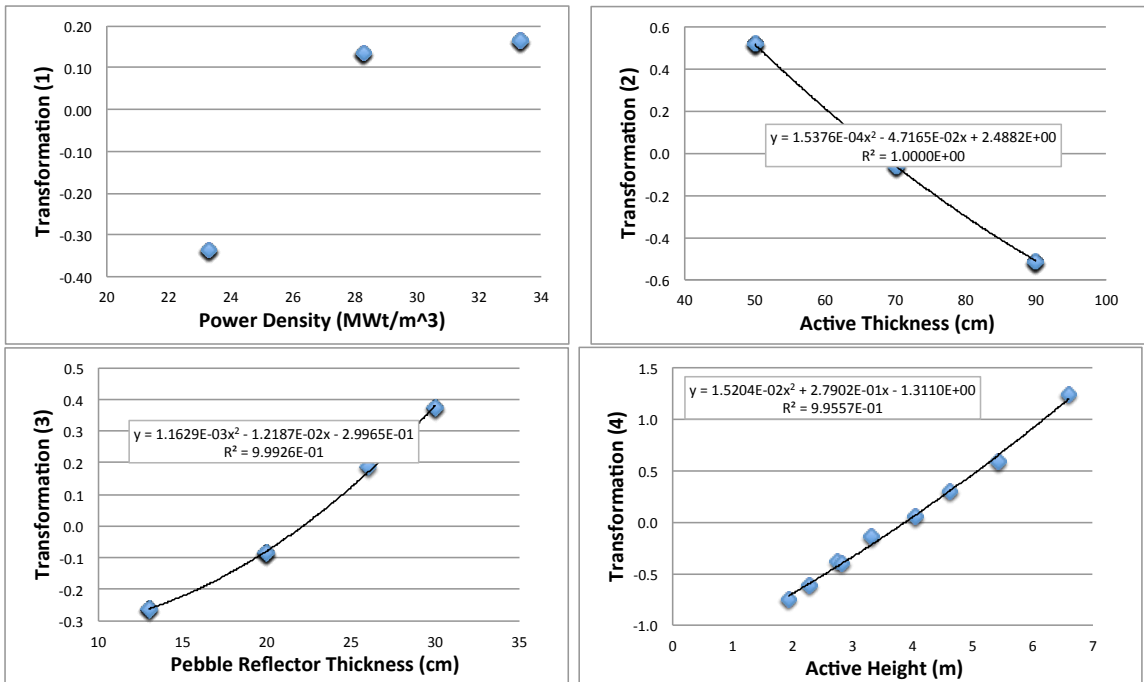 Transformation (1)
0.20
0.10
0.00
-0.10
-0.20
-0.30
-0.40
20 22 24 26 28 30 32 34
Power Density (MWt/m^3)
Transformation (2)
0.6
0.4
0.2
0.0
-0.2
-0.4
-0.6
y = 1.5376E-04x² - 4.7165E-02x + 2.4882E+00
R² = 1.0000E+00
40 50 60 70 80 90 100
Active Thickness (cm)
Transformation (3)
0.5
0.4
0.3
0.2
0.1
0.0
-0.1
-0.2
-0.3
y = 1.1629E-03x² - 1.2187E-02x - 2.9965E-01
R² = 9.9926E-01
10 15 20 25 30 35
Pebble Reflector Thickness (cm)
Transformation (4)
1.5
1.0
0.5
0.0
-0.5
-1.0
y = 1.5204E-02x² + 2.7902E-01x - 1.3110E+00
R² = 9.9557E-01
0 1 2 3 4 5 6 7
Active Height (m)